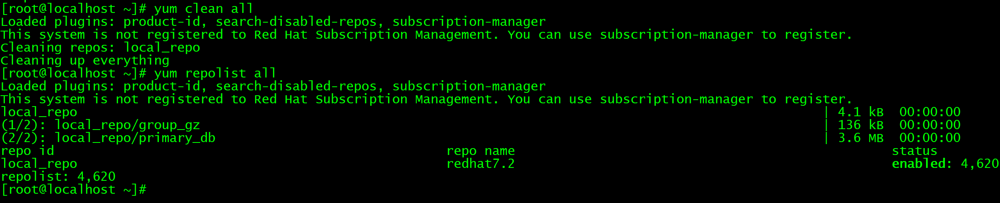 [root@localhost ~]# yum clean all
Loaded plugins: product-id, search-disabled-repos, subscription-manager
This system is not registered to Red Hat Subscription Management. You can use subscription-manager to register.
Cleaning repos: local_repo
Cleaning up everything
[root@localhost ~]# yum repolist all
Loaded plugins: product-id, search-disabled-repos, subscription-manager
This system is not registered to Red Hat Subscription Management. You can use subscription-manager to register.
local_repo | 4.1 kB 00:00:00
(1/2): local_repo/group_gz | 136 kB 00:00:00
(2/2): local_repo/primary_db | 3.6 MB 00:00:00
repo id repo name status
local_repo redhat7.2 enabled: 4,620
repolist: 4,620
[root@localhost ~]#